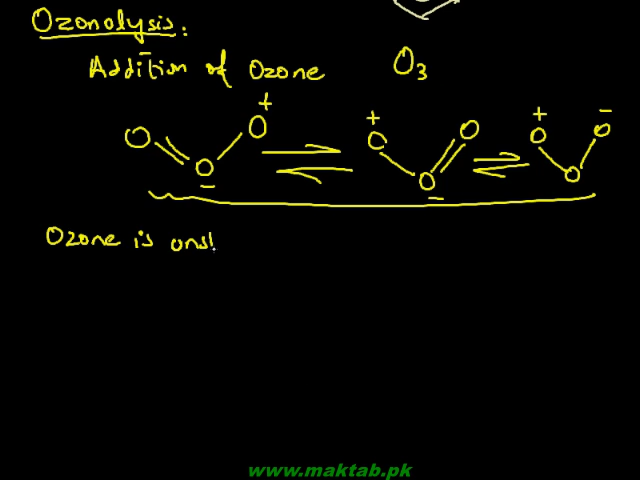 Ozonolysis.
Addition of Ozone O3
O O O+ ⇌ +O O O ⇌ +O O O−
Ozone is uns
www.maktab.pk